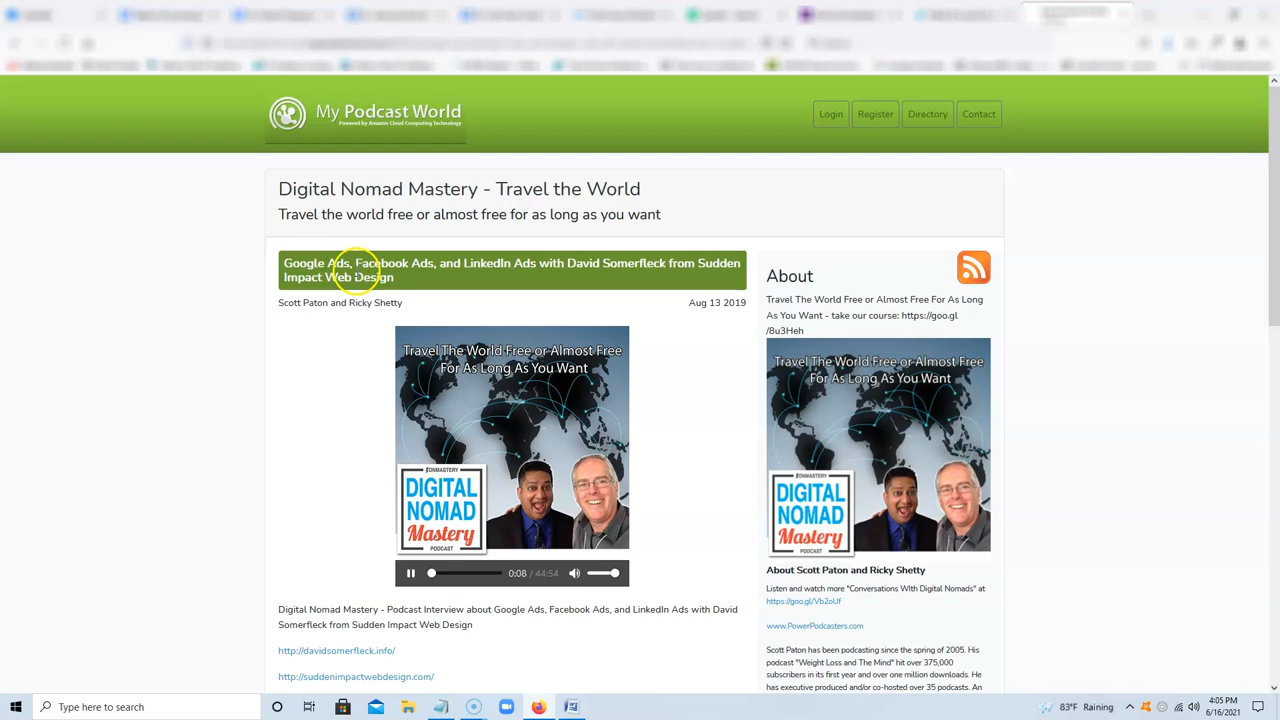 My Podcast World
Powered by Amazon Cloud Computing Technology
Login
Register
Directory
Contact
Digital Nomad Mastery - Travel the World
Travel the world free or almost free for as long as you want
Google Ads, Facebook Ads, and LinkedIn Ads with David Somerfleck from Sudden
Impact Web Design
Scott Paton and Ricky Shetty
Aug 13 2019
Travel The World Free or Almost Free
For As Long As You Want
#DNMASTERY
DIGITAL
NOMAD
Mastery
PODCAST
0:08 / 44:54
Digital Nomad Mastery - Podcast Interview about Google Ads, Facebook Ads, and LinkedIn Ads with David
Somerfleck from Sudden Impact Web Design
http://davidsomerfleck.info/
http://suddenimpactwebdesign.com/
About
Travel The World Free or Almost Free For As Long
As You Want - take our course: https://goo.gl
/8u3Heh
Travel The World Free or Almost Free
For As Long As You Want
#DNMASTERY
DIGITAL
NOMAD
Mastery
PODCAST
About Scott Paton and Ricky Shetty
Listen and watch more "Conversations With Digital Nomads" at
https://goo.gl/Vb2oUf
www.PowerPodcasters.com
Scott Paton has been podcasting since the spring of 2005. His
podcast "Weight Loss and The Mind" hit over 375,000
subscribers in its first year and over one million downloads. He
has executive produced and/or co-hosted over 35 podcasts. An
Type here to search
83°F Raining
4:05 PM
6/16/2021